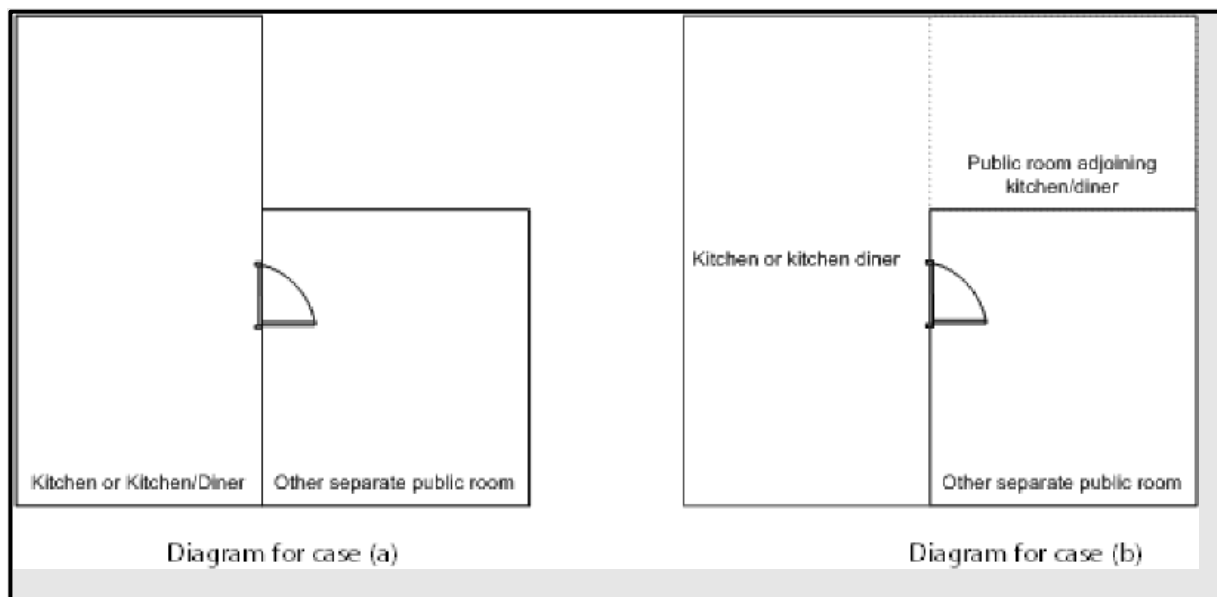 Kitchen or Kitchen/Diner
Other separate public room
Diagram for case (a)
Public room adjoining
kitchen/diner
Kitchen or kitchen diner
Other separate public room
Diagram for case (b)